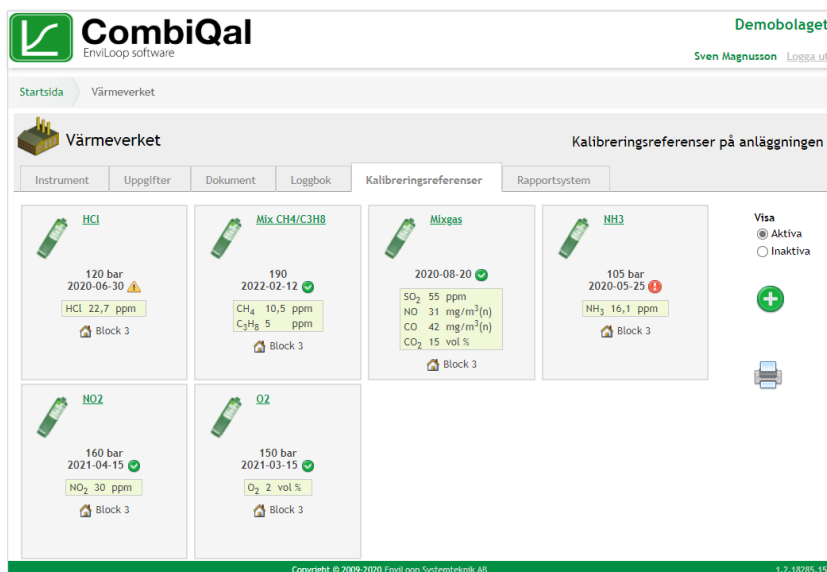 CombiQal
EnviLoop software
Demobolaget
Sven Magnusson Logga ut
Startsida Värmeverket
Värmeverket
Kalibreringsreferenser på anläggningen
Instrument Uppgifter Dokument Loggbok Kalibreringsreferenser Rapportsystem
HCl
120 bar
2020-06-30
HCl 22,7 ppm
Block 3
Mix CH4/C3H8
190
2022-02-12
CH₄ 10,5 ppm
C₃H₈ 5 ppm
Block 3
Mixgas
2020-08-20
SO₂ 55 ppm
NO 31 mg/m³(n)
CO 42 mg/m³(n)
CO₂ 15 vol %
Block 3
NH3
105 bar
2020-05-25
NH₃ 16,1 ppm
Block 3
Visa
Aktiva
Inaktiva
NO2
160 bar
2021-04-15
NO₂ 30 ppm
Block 3
O2
150 bar
2021-03-15
O₂ 2 vol %
Block 3
Copyright © 2009-2020 EnviLoop Systemteknik AB
1.2.18285.15